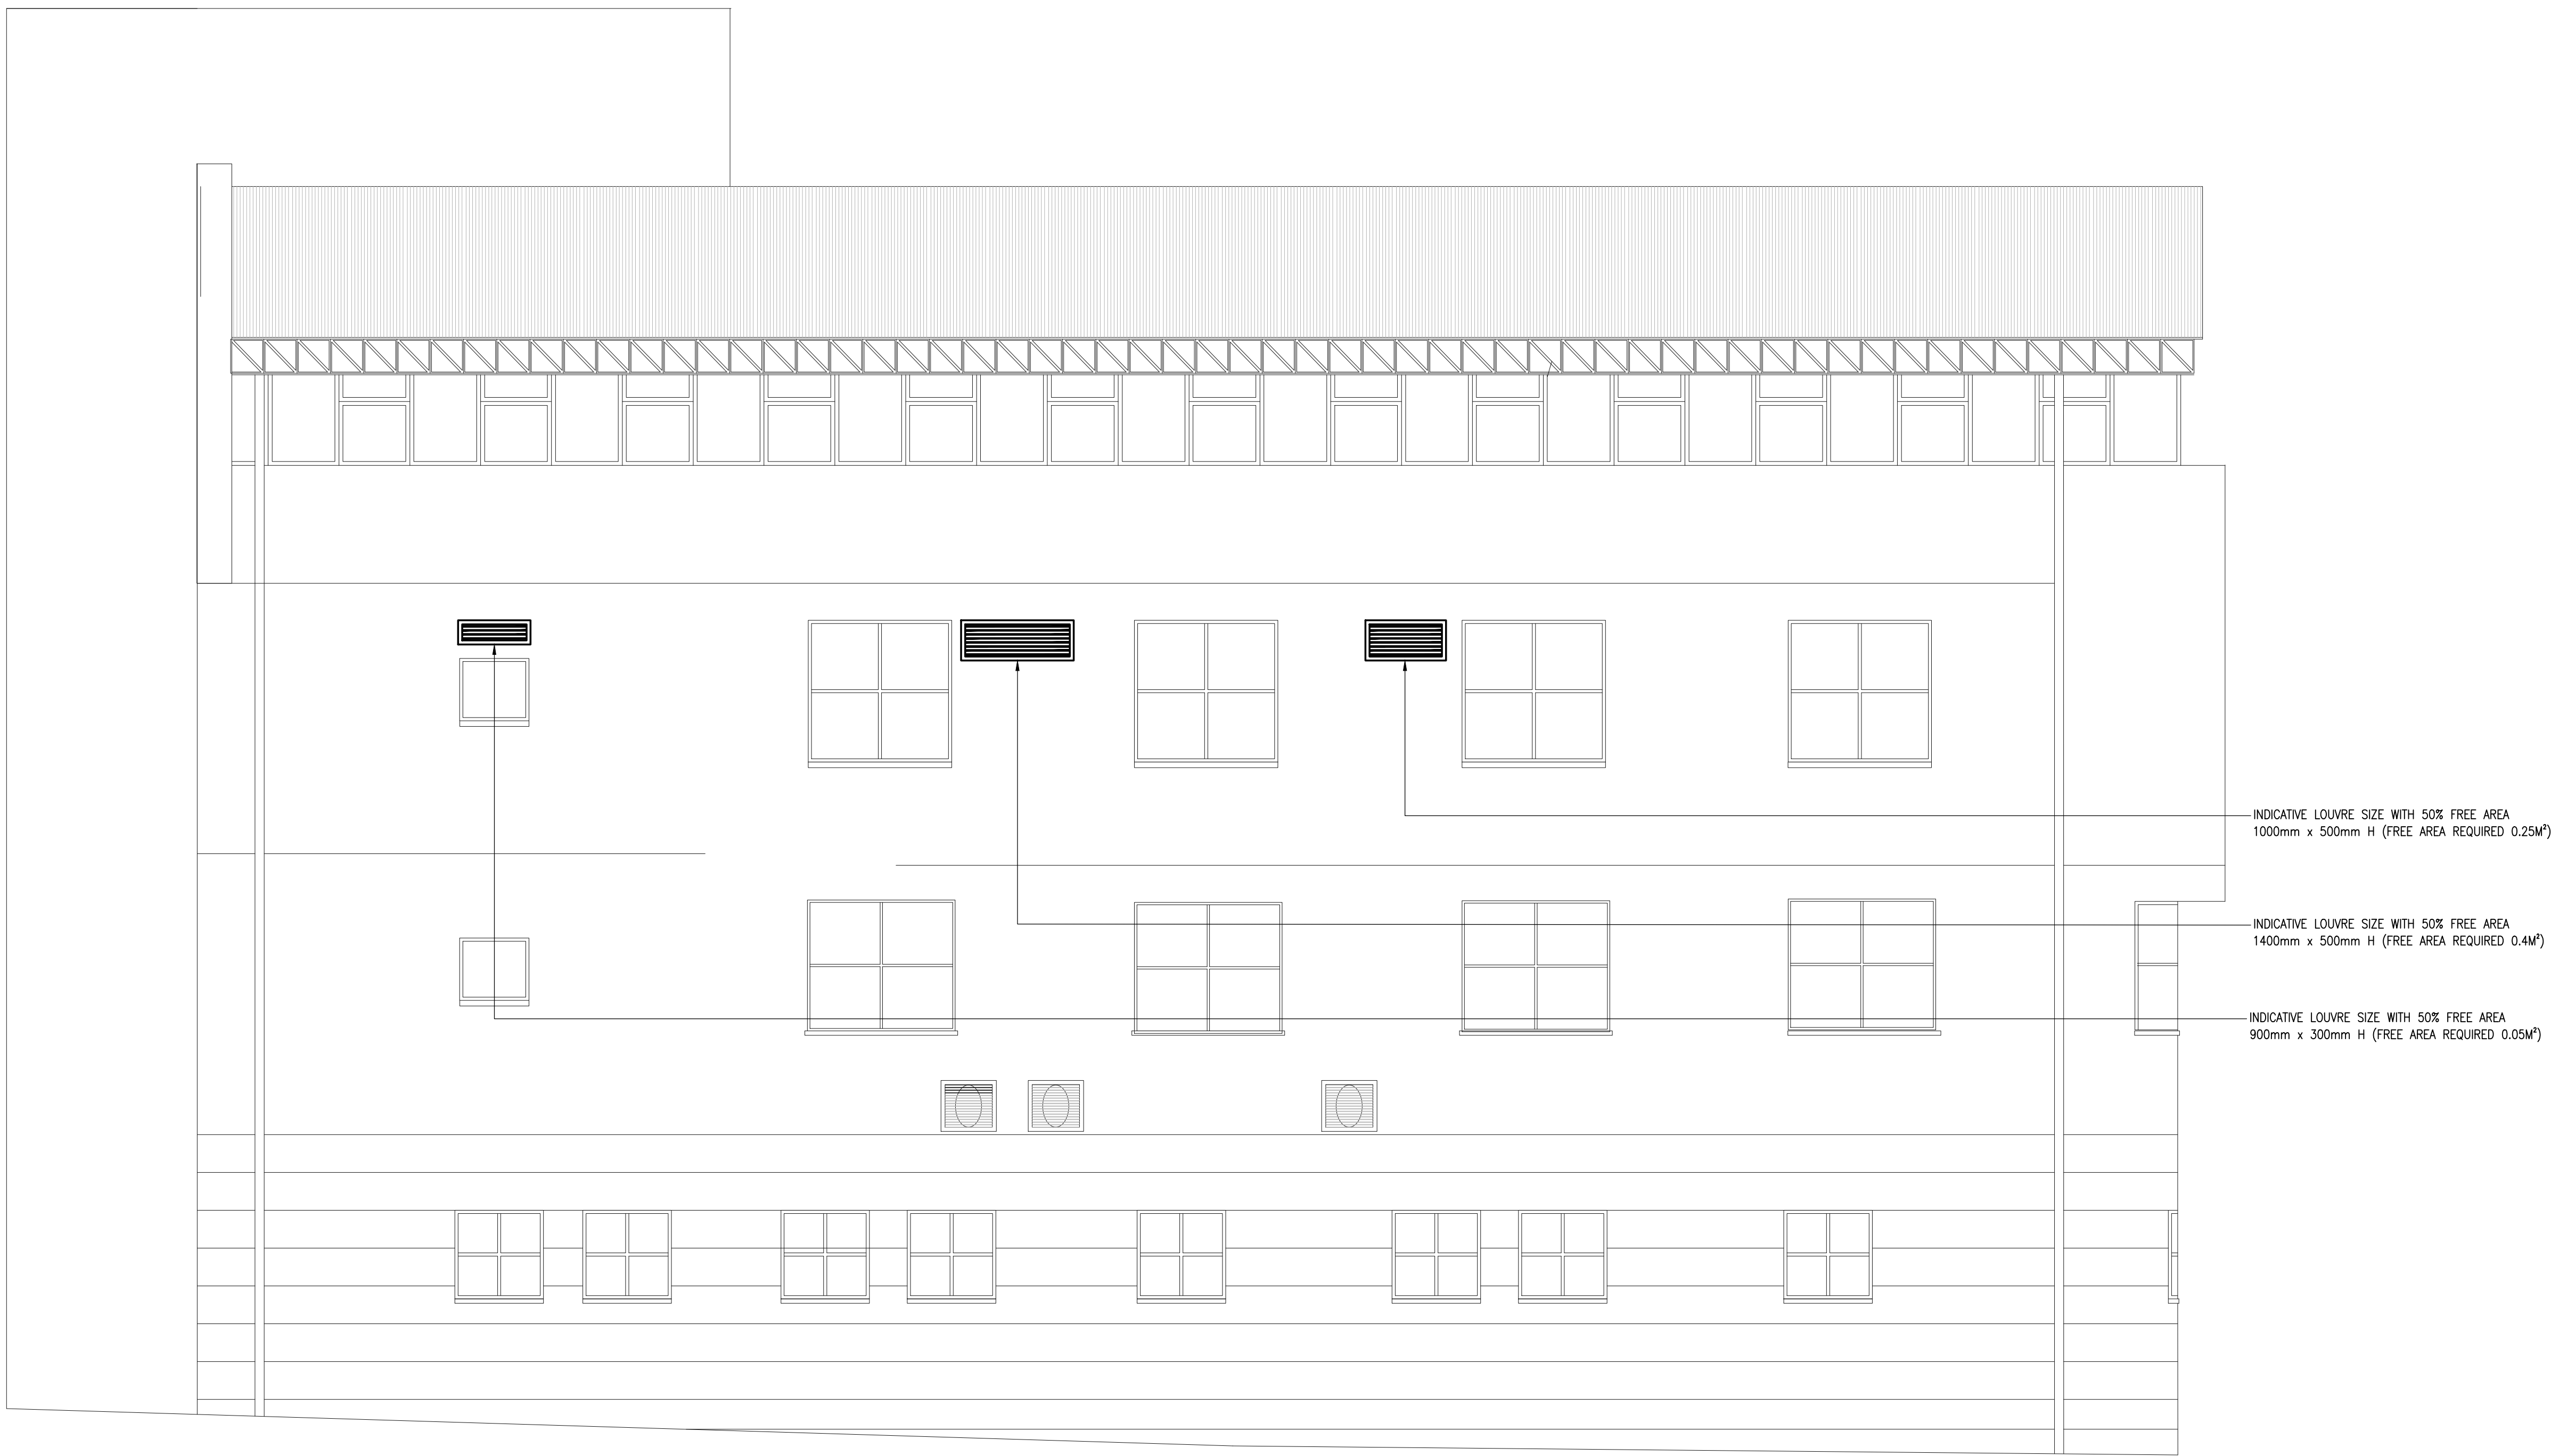 INDICATIVE LOUVRE SIZE WITH 50% FREE AREA
1000mm x 500mm H (FREE AREA REQUIRED 0.25M²)
INDICATIVE LOUVRE SIZE WITH 50% FREE AREA
1400mm x 500mm H (FREE AREA REQUIRED 0.4M²)
INDICATIVE LOUVRE SIZE WITH 50% FREE AREA
900mm x 300mm H (FREE AREA REQUIRED 0.05M²)